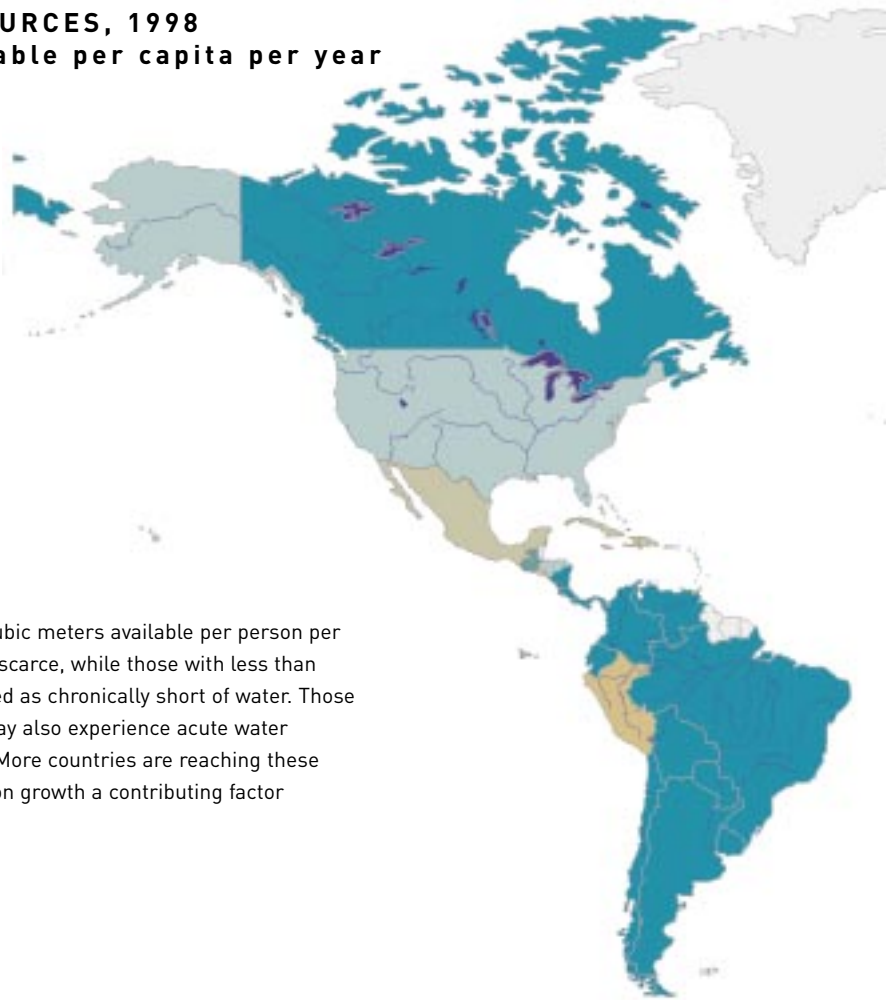 URCES, 1998
able per capita per year
ubic meters available per person per
scarce, while those with less than
ed as chronically short of water. Those
ay also experience acute water
More countries are reaching these
on growth a contributing factor